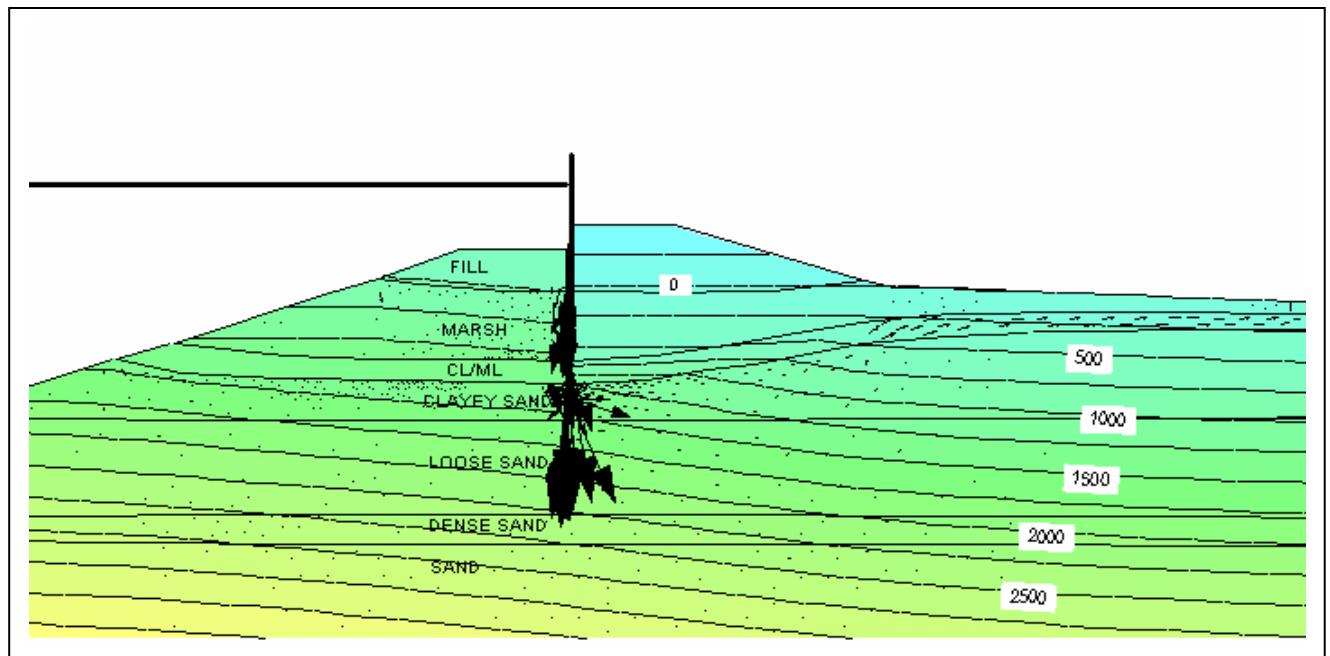 FILL
0
MARSH
500
CL/ML
CLAYEY SAND
1000
LOOSE SAND
1500
DENSE SAND
2000
SAND
2500